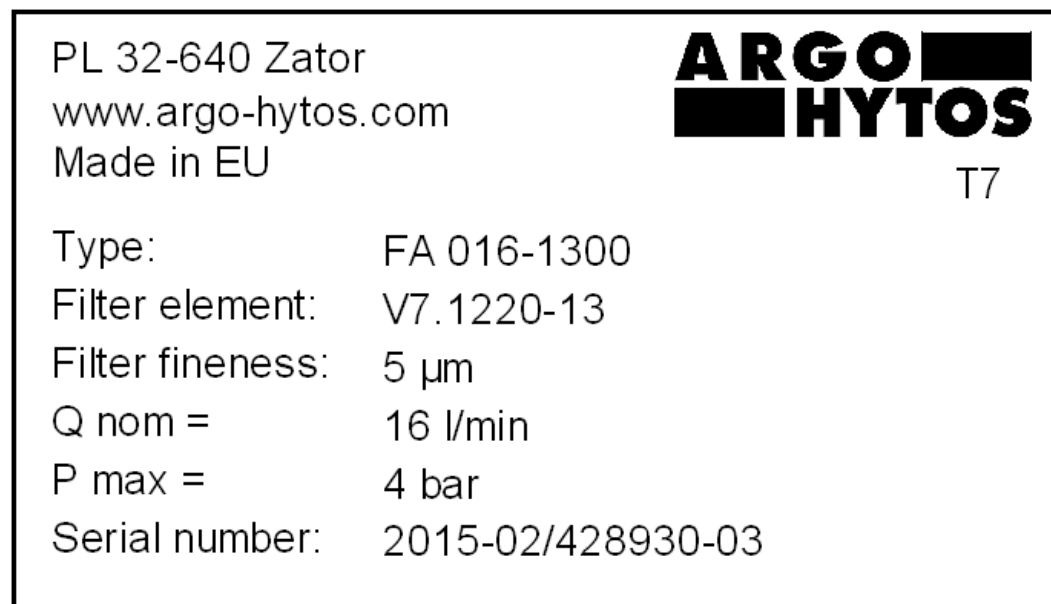 PL 32-640 Zator
www.argo-hytos.com
Made in EU
ARGO
HYTOS
T7
Type: FA 016-1300
Filter element: V7.1220-13
Filter fineness: 5 µm
Q nom = 16 l/min
P max = 4 bar
Serial number: 2015-02/428930-03